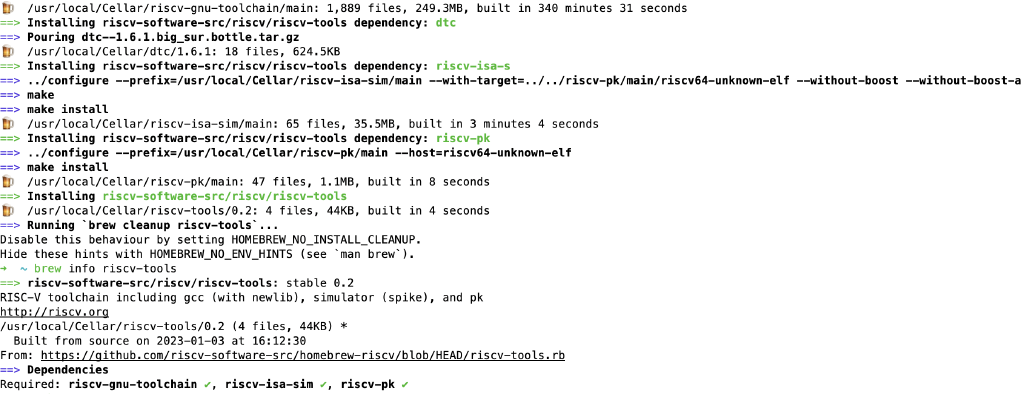 🍺  /usr/local/Cellar/riscv-gnu-toolchain/main: 1,889 files, 249.3MB, built in 340 minutes 31 seconds
==> Installing riscv-software-src/riscv/riscv-tools dependency: dtc
==> Pouring dtc--1.6.1.big_sur.bottle.tar.gz
🍺  /usr/local/Cellar/dtc/1.6.1: 18 files, 624.5KB
==> Installing riscv-software-src/riscv/riscv-tools dependency: riscv-isa-s
==> ../configure --prefix=/usr/local/Cellar/riscv-isa-sim/main --with-target=../../riscv-pk/main/riscv64-unknown-elf --without-boost --without-boost-a
==> make
==> make install
🍺  /usr/local/Cellar/riscv-isa-sim/main: 65 files, 35.5MB, built in 3 minutes 4 seconds
==> Installing riscv-software-src/riscv/riscv-tools dependency: riscv-pk
==> ../configure --prefix=/usr/local/Cellar/riscv-pk/main --host=riscv64-unknown-elf
==> make install
🍺  /usr/local/Cellar/riscv-pk/main: 47 files, 1.1MB, built in 8 seconds
==> Installing riscv-software-src/riscv/riscv-tools
🍺  /usr/local/Cellar/riscv-tools/0.2: 4 files, 44KB, built in 4 seconds
==> Running `brew cleanup riscv-tools`...
Disable this behaviour by setting HOMEBREW_NO_INSTALL_CLEANUP.
Hide these hints with HOMEBREW_NO_ENV_HINTS (see `man brew`).
➜  ~ brew info riscv-tools
==> riscv-software-src/riscv/riscv-tools: stable 0.2
RISC-V toolchain including gcc (with newlib), simulator (spike), and pk
http://riscv.org
/usr/local/Cellar/riscv-tools/0.2 (4 files, 44KB) *
  Built from source on 2023-01-03 at 16:12:30
From: https://github.com/riscv-software-src/homebrew-riscv/blob/HEAD/riscv-tools.rb
==> Dependencies
Required: riscv-gnu-toolchain ✔, riscv-isa-sim ✔, riscv-pk ✔